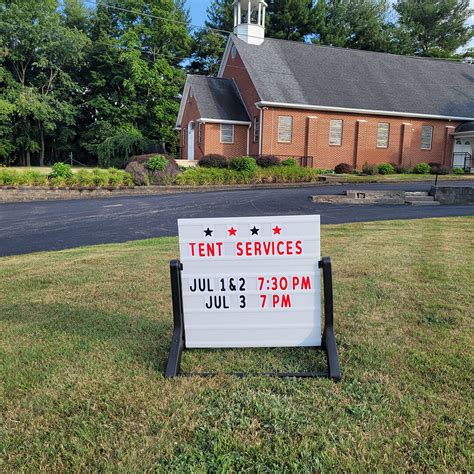 ★ ★ ★ ★
TENT SERVICES
JUL 1&2 7:30 PM
JUL 3 7 PM